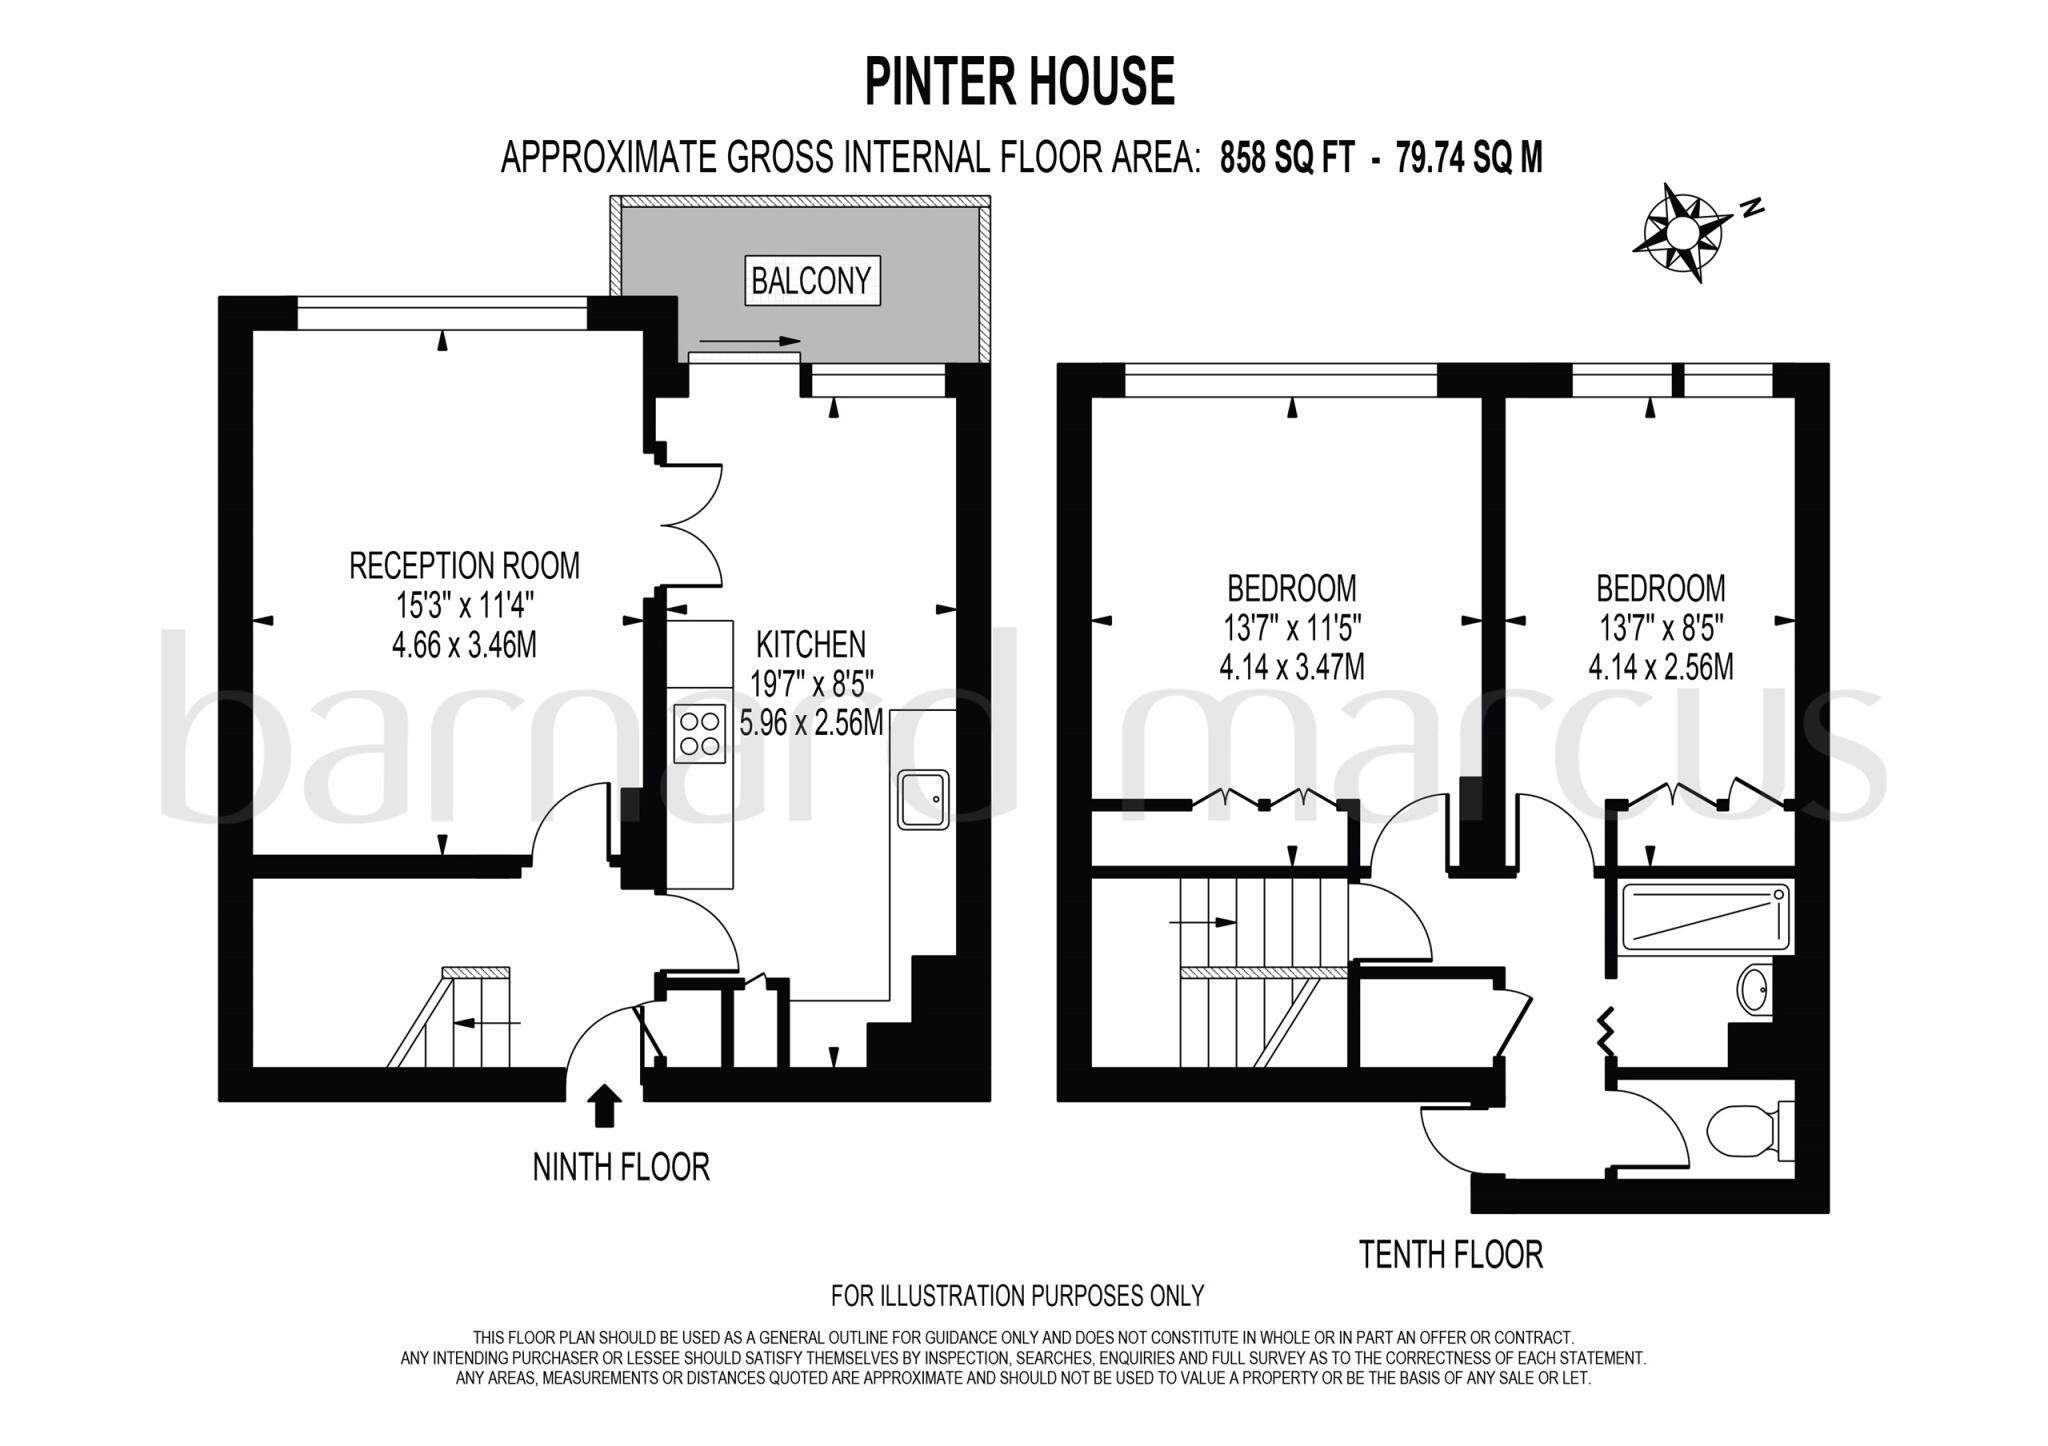 PINTER HOUSE
APPROXIMATE GROSS INTERNAL FLOOR AREA: 858 SQ FT - 79.74 SQ M
N
BALCONY
RECEPTION ROOM
15'3" x 11'4"
4.66 x 3.46M
KITCHEN
19'7" x 8'5"
5.96 x 2.56M
BEDROOM
13'7" x 11'5"
4.14 x 3.47M
BEDROOM
13'7" x 8'5"
4.14 x 2.56M
barnard marcus
NINTH FLOOR
TENTH FLOOR
FOR ILLUSTRATION PURPOSES ONLY
THIS FLOOR PLAN SHOULD BE USED AS A GENERAL OUTLINE FOR GUIDANCE ONLY AND DOES NOT CONSTITUTE IN WHOLE OR IN PART AN OFFER OR CONTRACT.
ANY INTENDING PURCHASER OR LESSEE SHOULD SATISFY THEMSELVES BY INSPECTION, SEARCHES, ENQUIRIES AND FULL SURVEY AS TO THE CORRECTNESS OF EACH STATEMENT.
ANY AREAS, MEASUREMENTS OR DISTANCES QUOTED ARE APPROXIMATE AND SHOULD NOT BE USED TO VALUE A PROPERTY OR BE THE BASIS OF ANY SALE OR LET.